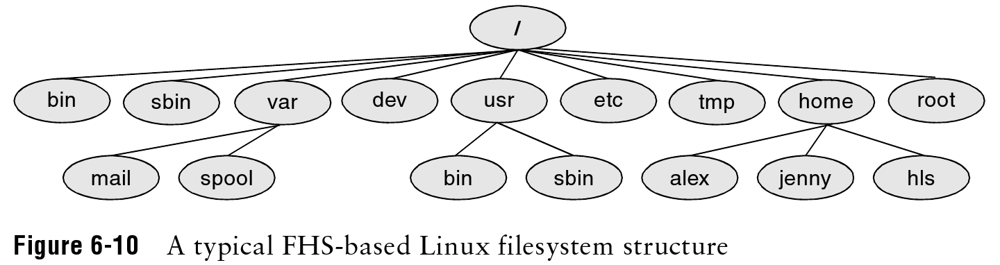 /
bin sbin var dev usr etc tmp home root
mail spool bin sbin alex jenny hls
Figure 6-10 A typical FHS-based Linux filesystem structure